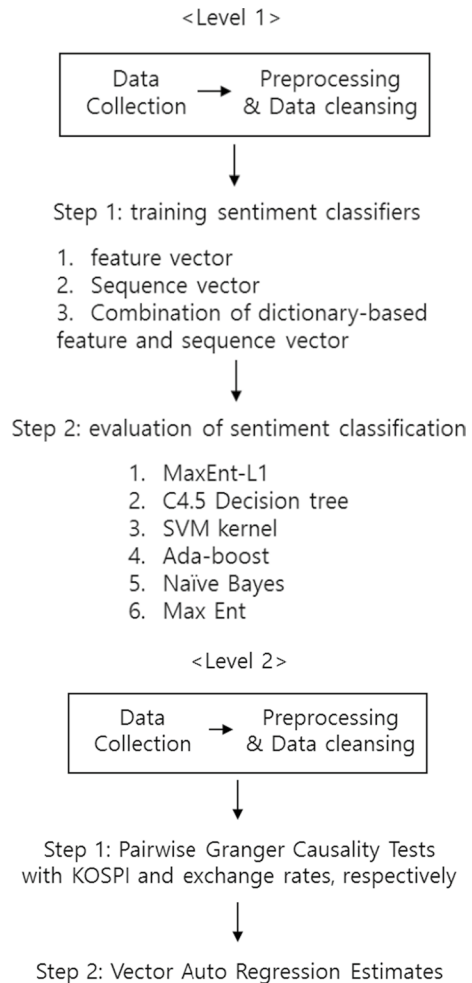 <Level 1>
Data Collection → Preprocessing & Data cleansing
Step 1: training sentiment classifiers
1. feature vector
2. Sequence vector
3. Combination of dictionary-based
feature and sequence vector
Step 2: evaluation of sentiment classification
1. MaxEnt-L1
2. C4.5 Decision tree
3. SVM kernel
4. Ada-boost
5. Naïve Bayes
6. Max Ent
<Level 2>
Data Collection → Preprocessing & Data cleansing
Step 1: Pairwise Granger Causality Tests
with KOSPI and exchange rates, respectively
Step 2: Vector Auto Regression Estimates